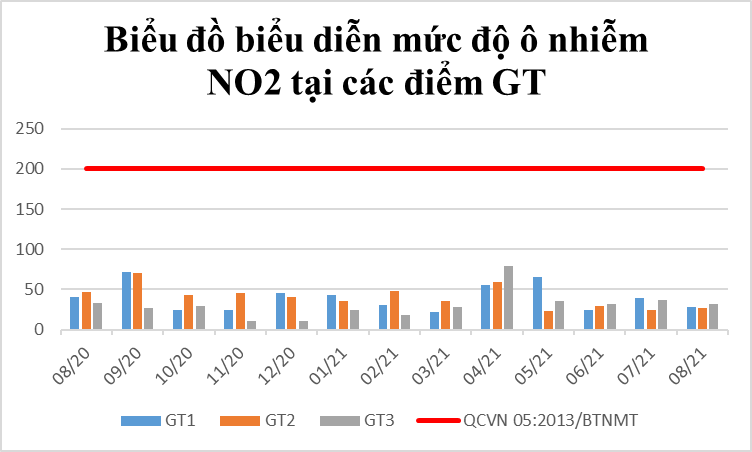 Biểu đồ biểu diễn mức độ ô nhiễm
NO2 tại các điểm GT
250
200
150
100
50
0
08/20 09/20 10/20 11/20 12/20 01/21 02/21 03/21 04/21 05/21 06/21 07/21 08/21
GT1 GT2 GT3 QCVN 05:2013/BTNMT